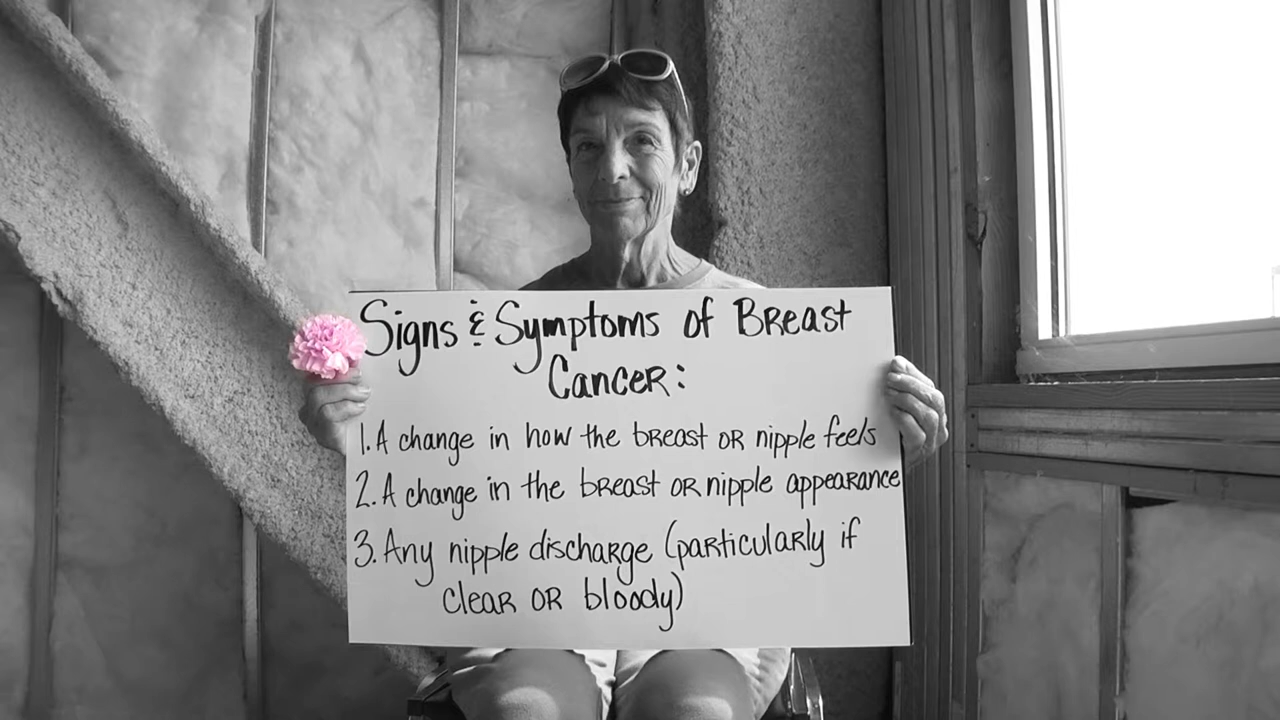 Signs & Symptoms of Breast
Cancer:
1. A change in how the breast or nipple feels
2. A change in the breast or nipple appearance
3. Any nipple discharge (particularly if
clear or bloody)